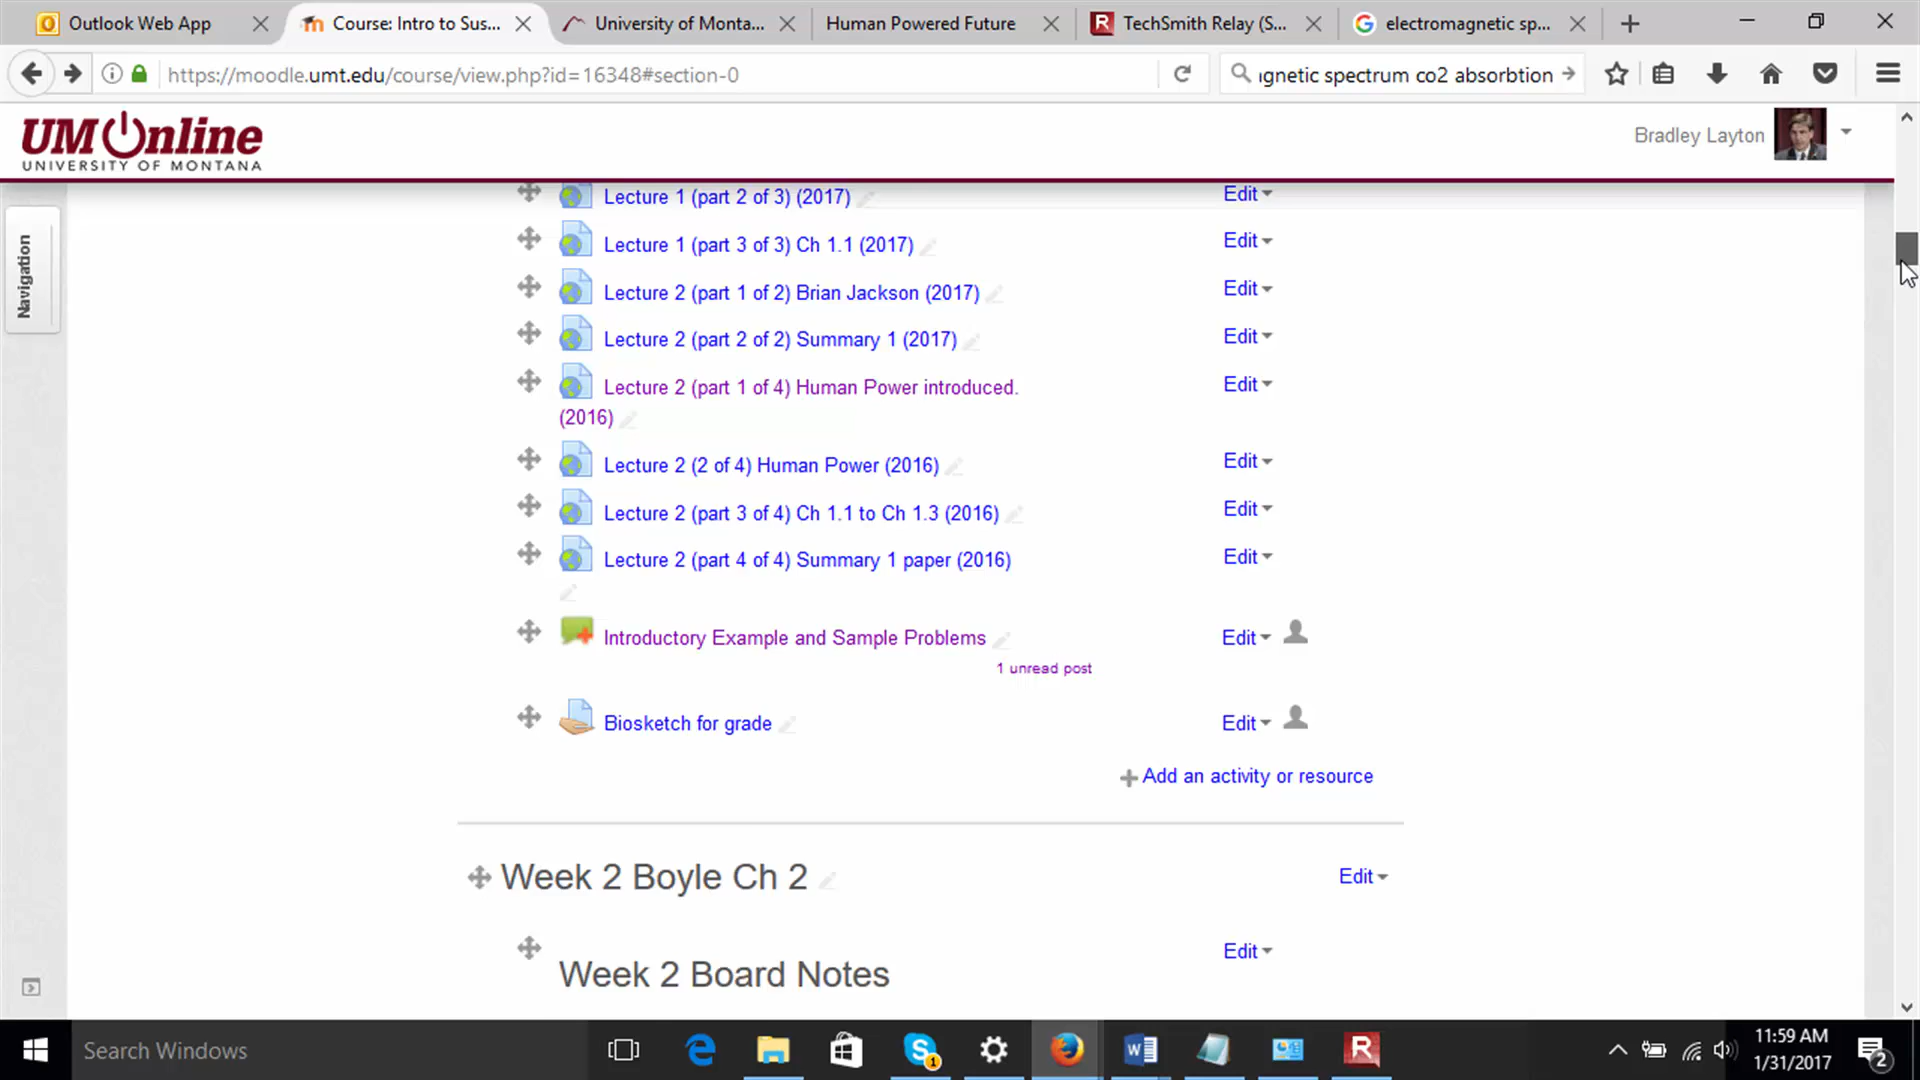 Outlook Web App
Course: Intro to Sus...
University of Monta...
Human Powered Future
TechSmith Relay (S...
electromagnetic sp...
https://moodle.umt.edu/course/view.php?id=16348#section-0
gnetic spectrum co2 absorbtion
UM Online
UNIVERSITY OF MONTANA
Bradley Layton
Navigation
Lecture 1 (part 2 of 3) (2017)
Edit
Lecture 1 (part 3 of 3) Ch 1.1 (2017)
Edit
Lecture 2 (part 1 of 2) Brian Jackson (2017)
Edit
Lecture 2 (part 2 of 2) Summary 1 (2017)
Edit
Lecture 2 (part 1 of 4) Human Power introduced.
(2016)
Edit
Lecture 2 (2 of 4) Human Power (2016)
Edit
Lecture 2 (part 3 of 4) Ch 1.1 to Ch 1.3 (2016)
Edit
Lecture 2 (part 4 of 4) Summary 1 paper (2016)
Edit
Introductory Example and Sample Problems
Edit
1 unread post
Biosketch for grade
Edit
Add an activity or resource
Week 2 Boyle Ch 2
Edit
Edit
Week 2 Board Notes
Search Windows
1
11:59 AM
1/31/2017
2